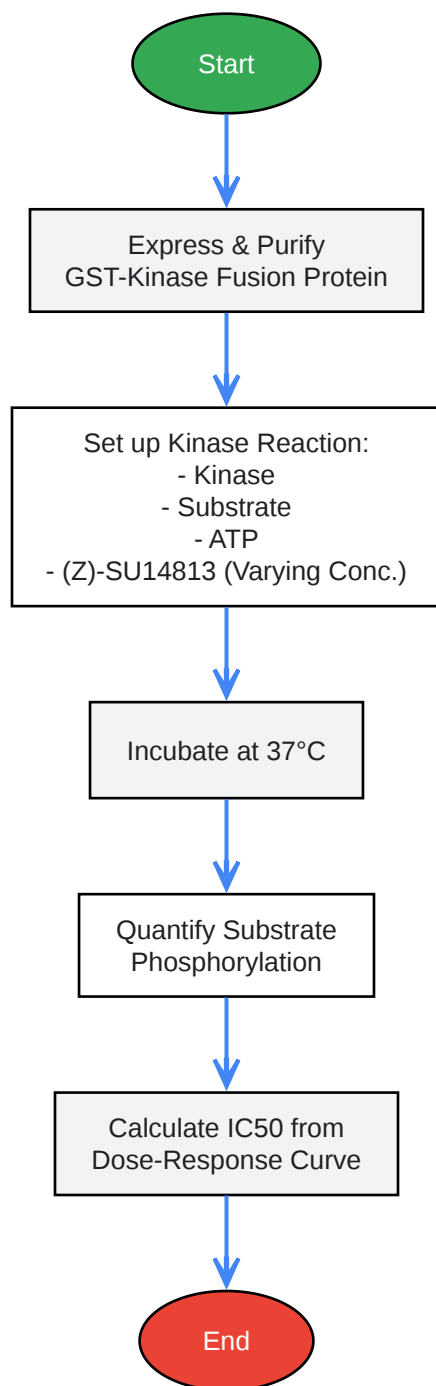 Start
Express & Purify
GST-Kinase Fusion Protein
Set up Kinase Reaction:
- Kinase
- Substrate
- ATP
- (Z)-SU14813 (Varying Conc.)
Incubate at 37°C
Quantify Substrate
Phosphorylation
Calculate IC50 from
Dose-Response Curve
End